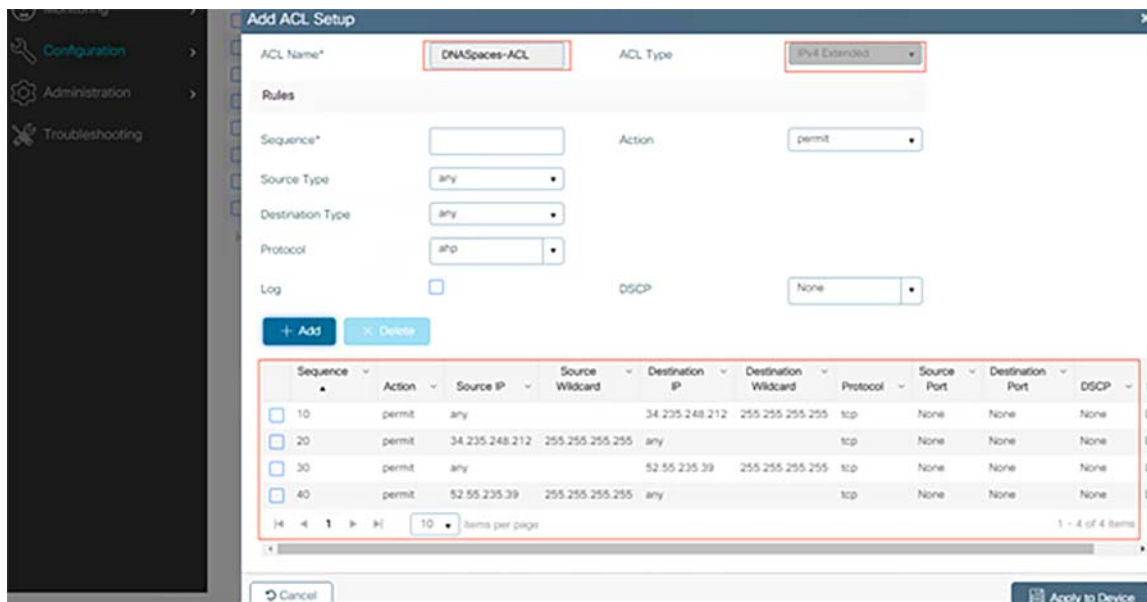 Monitoring
Configuration
Administration
Troubleshooting
Add ACL Setup
ACL Name* DNASpaces-ACL ACL Type IPv4 Extended
Rules
Sequence* Action permit
Source Type any
Destination Type any
Protocol ahp
Log DSCP None
+ Add × Delete
Sequence Action Source IP Source Wildcard Destination IP Destination Wildcard Protocol Source Port Destination Port DSCP
10 permit any 34.235.248.212 255.255.255.255 tcp None None None
20 permit 34.235.248.212 255.255.255.255 any tcp None None None
30 permit any 52.55.235.39 255.255.255.255 tcp None None None
40 permit 52.55.235.39 255.255.255.255 any tcp None None None
1 10 items per page 1 - 4 of 4 items
Cancel Apply to Device